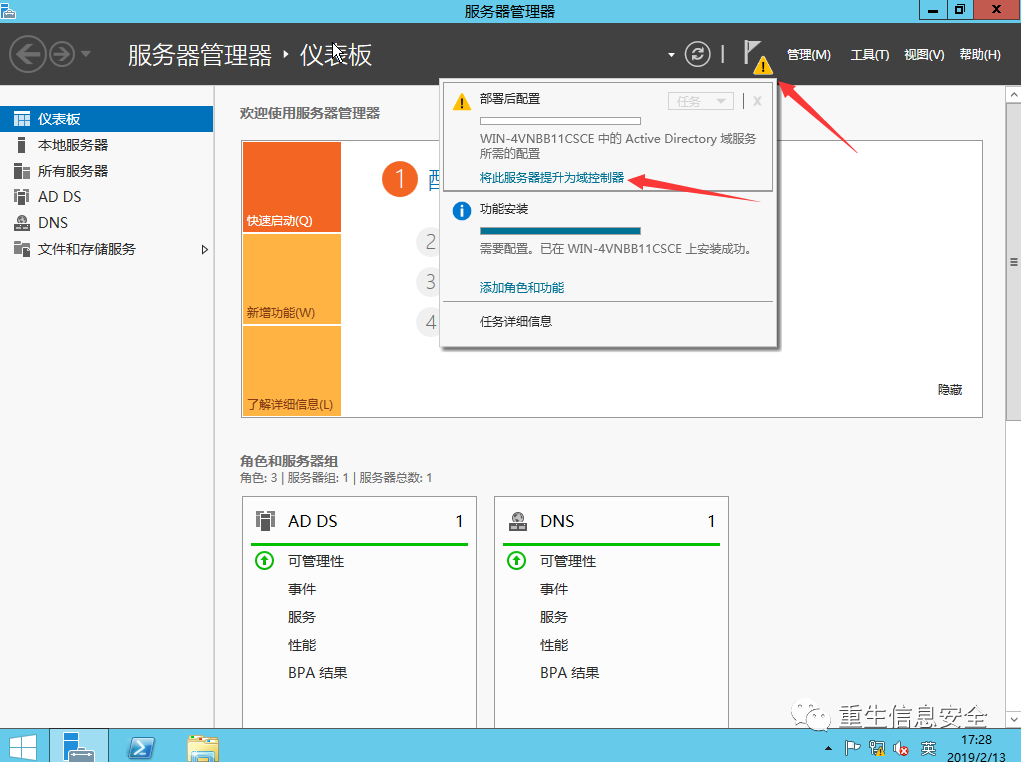 服务器管理器
服务器管理器 ‣ 仪表板
管理(M) 工具(T) 视图(V) 帮助(H)
仪表板
本地服务器
所有服务器
AD DS
DNS
文件和存储服务
欢迎使用服务器管理器
快速启动(Q)
新增功能(W)
了解详细信息(L)
1
2
3
4
部署后配置
任务
X
WIN-4VNBB11CSCE 中的 Active Directory 域服务
所需的配置
将此服务器提升为域控制器
功能安装
需要配置。已在 WIN-4VNBB11CSCE 上安装成功。
添加角色和功能
任务详细信息
隐藏
角色和服务器组
角色: 3 | 服务器组: 1 | 服务器总数: 1
AD DS 1
可管理性
事件
服务
性能
BPA 结果
DNS 1
可管理性
事件
服务
性能
BPA 结果
重生信息安全
英
17:28
2019/2/13